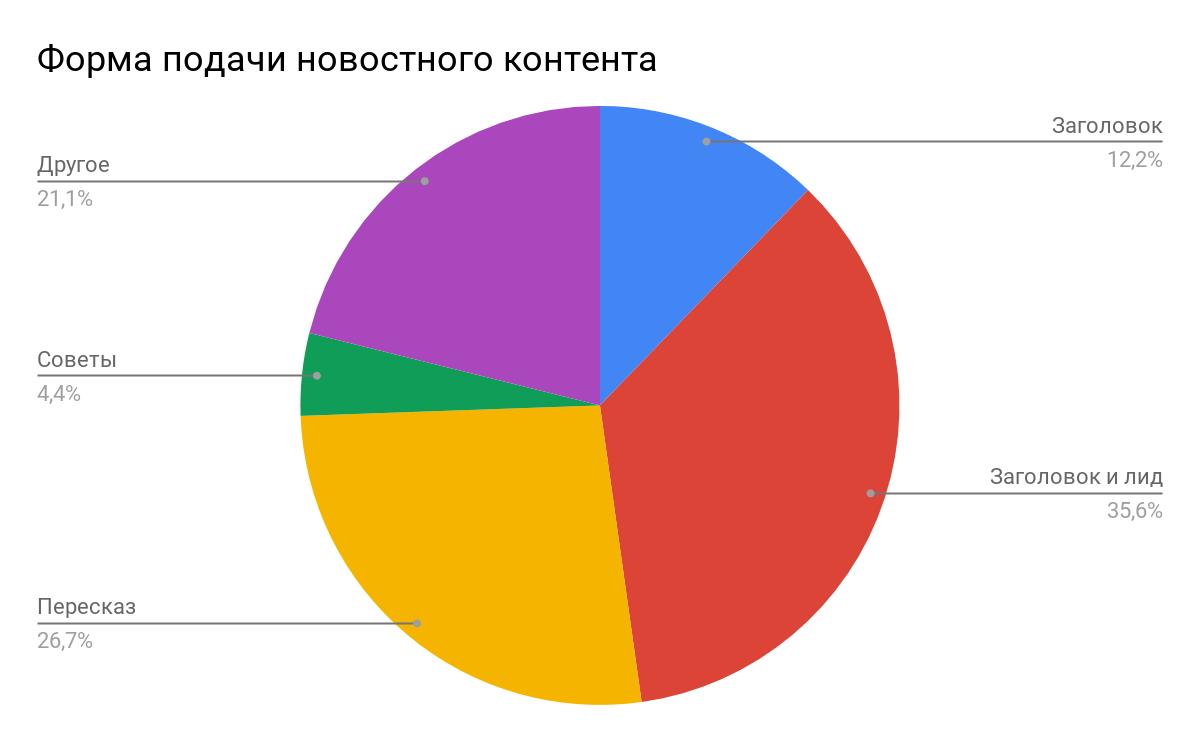 Форма подачи новостного контента
Заголовок
12,2%
Другое
21,1%
Советы
4,4%
Заголовок и лид
35,6%
Пересказ
26,7%